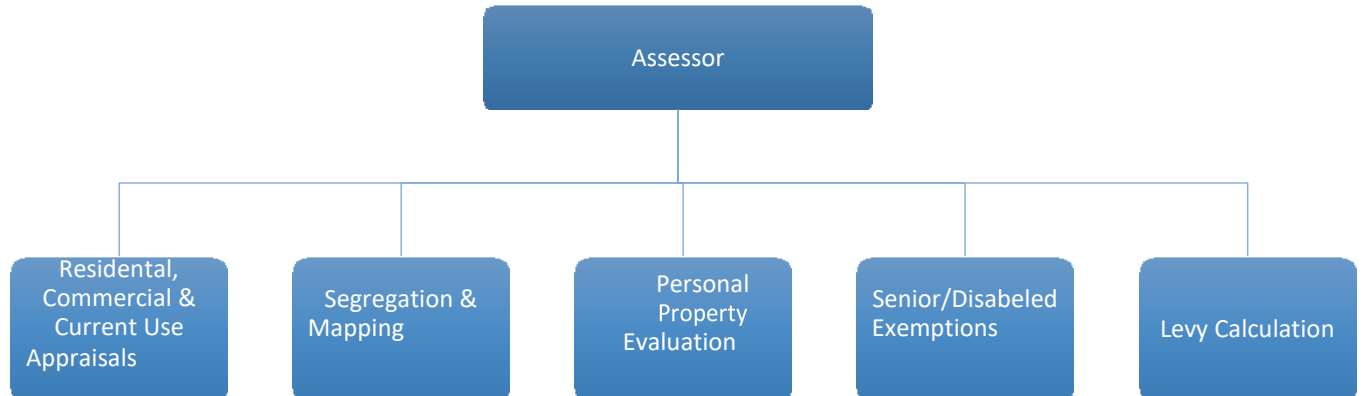 Assessor
Residental,
Commercial &
Current Use
Appraisals
Segregation &
Mapping
Personal
Property
Evaluation
Senior/Disabeled
Exemptions
Levy Calculation